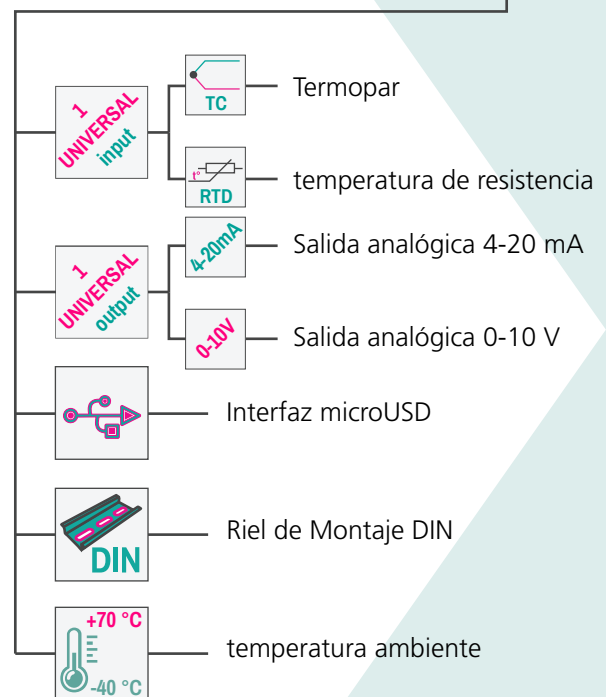 1
UNIVERSAL
input
TC
Termopar
t°
RTD
temperatura de resistencia
1
UNIVERSAL
output
4-20mA
Salida analógica 4-20 mA
0-10V
Salida analógica 0-10 V
Interfaz microUSD
DIN
Riel de Montaje DIN
+70 °C
-40 °C
temperatura ambiente